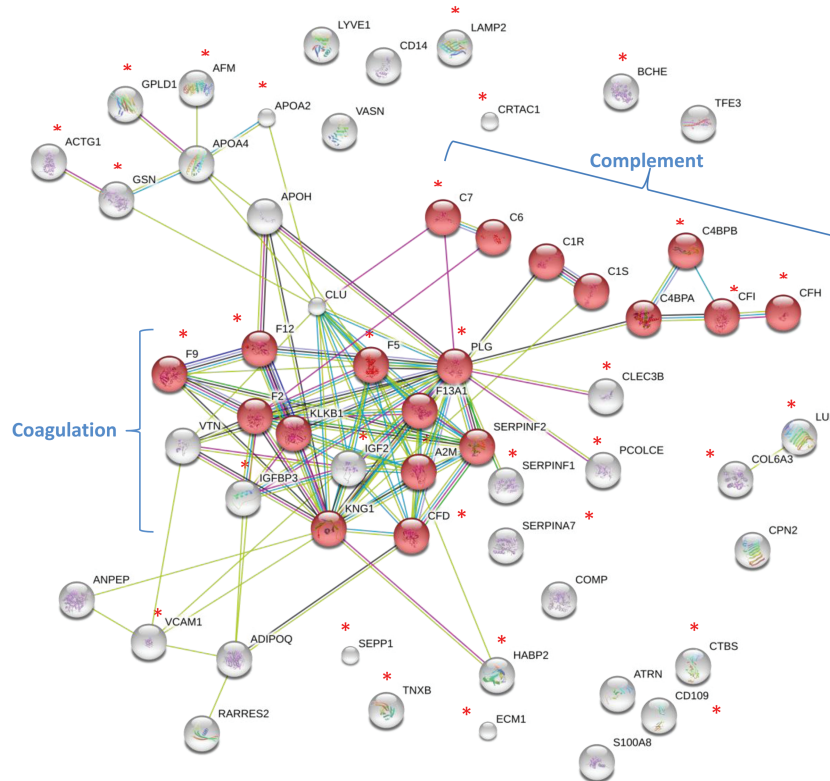 LYVE1
*
LAMP2
CD14
*
AFM
*
GPLD1
*
APOA2
*
BCHE
*
CRTAC1
TFE3
VASN
*
ACTG1
APOA4
*
GSN
Complement
APOH
*
C7
C6
*
C4BPB
C1R
C1S
C4BPA
*
CFI
*
CFH
CLU
*
F9
*
F12
*
F5
*
PLG
*
CLEC3B
F2
KLKB1
F13A1
Coagulation
VTN
SERPINF2
*
LU
*
IGF2
*
A2M
*
SERPINF1
*
PCOLCE
*
COL6A3
*
IGFBP3
KNG1
CFD
*
SERPINA7
*
CPN2
ANPEP
COMP
*
VCAM1
ADIPOQ
*
SEPP1
*
HABP2
*
CTBS
ATRN
*
TNXB
CD109
*
RARRES2
*
ECM1
S100A8